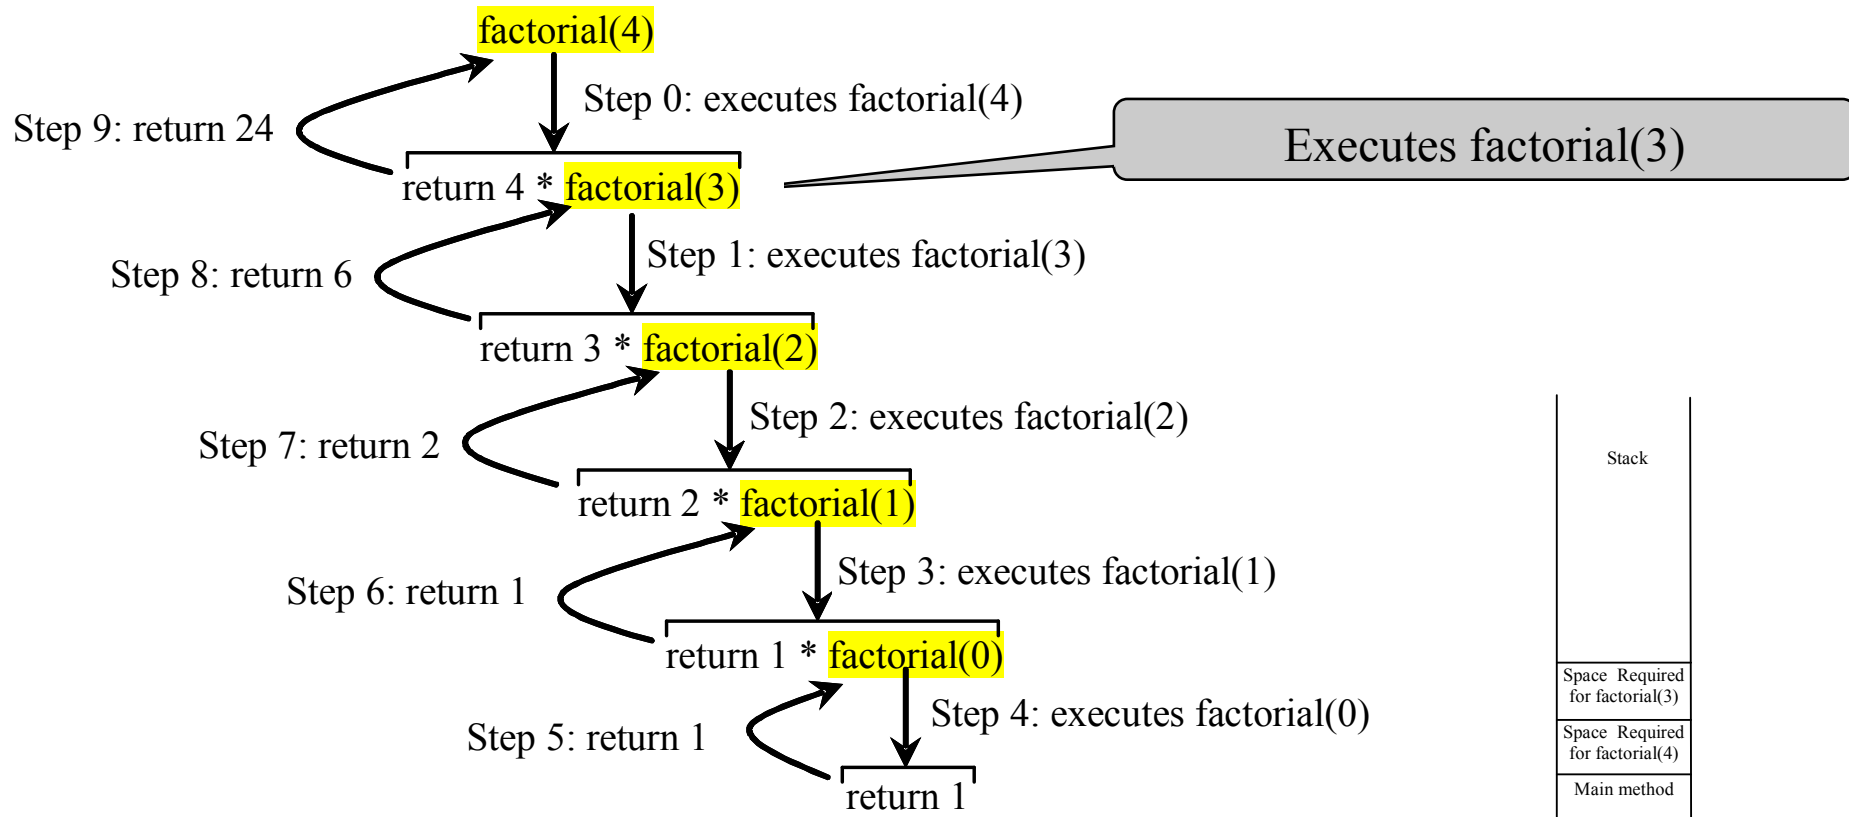 factorial(4)
Step 0: executes factorial(4)
Step 9: return 24
Executes factorial(3)
return 4 * factorial(3)
Step 1: executes factorial(3)
Step 8: return 6
return 3 * factorial(2)
Step 2: executes factorial(2)
Step 7: return 2
return 2 * factorial(1)
Step 3: executes factorial(1)
Step 6: return 1
return 1 * factorial(0)
Step 4: executes factorial(0)
Step 5: return 1
return 1
Stack
Space Required
for factorial(3)
Space Required
for factorial(4)
Main method